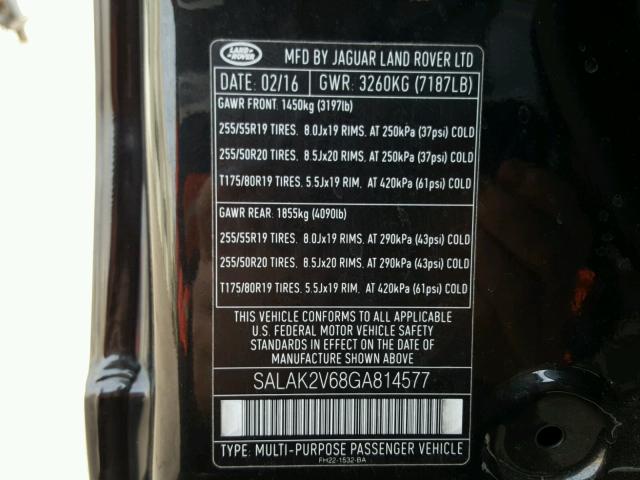 LAND ROVER
MFD BY JAGUAR LAND ROVER LTD
DATE: 02/16 GWR: 3260KG (7187LB)
GAWR FRONT: 1450kg (3197lb)
255/55R19 TIRES. 8.0Jx19 RIMS. AT 250kPa (37psi) COLD
255/50R20 TIRES. 8.5Jx20 RIMS. AT 250kPa (37psi) COLD
T175/80R19 TIRES. 5.5Jx19 RIM. AT 420kPa (61psi) COLD
GAWR REAR: 1855kg (4090lb)
255/55R19 TIRES. 8.0Jx19 RIMS. AT 290kPa (43psi) COLD
255/50R20 TIRES. 8.5Jx20 RIMS. AT 290kPa (43psi) COLD
T175/80R19 TIRES. 5.5Jx19 RIM. AT 420kPa (61psi) COLD
THIS VEHICLE CONFORMS TO ALL APPLICABLE
U.S. FEDERAL MOTOR VEHICLE SAFETY
STANDARDS IN EFFECT ON THE DATE OF
MANUFACTURE SHOWN ABOVE
SALAK2V68GA814577
TYPE: MULTI-PURPOSE PASSENGER VEHICLE
FH22-1532-BA